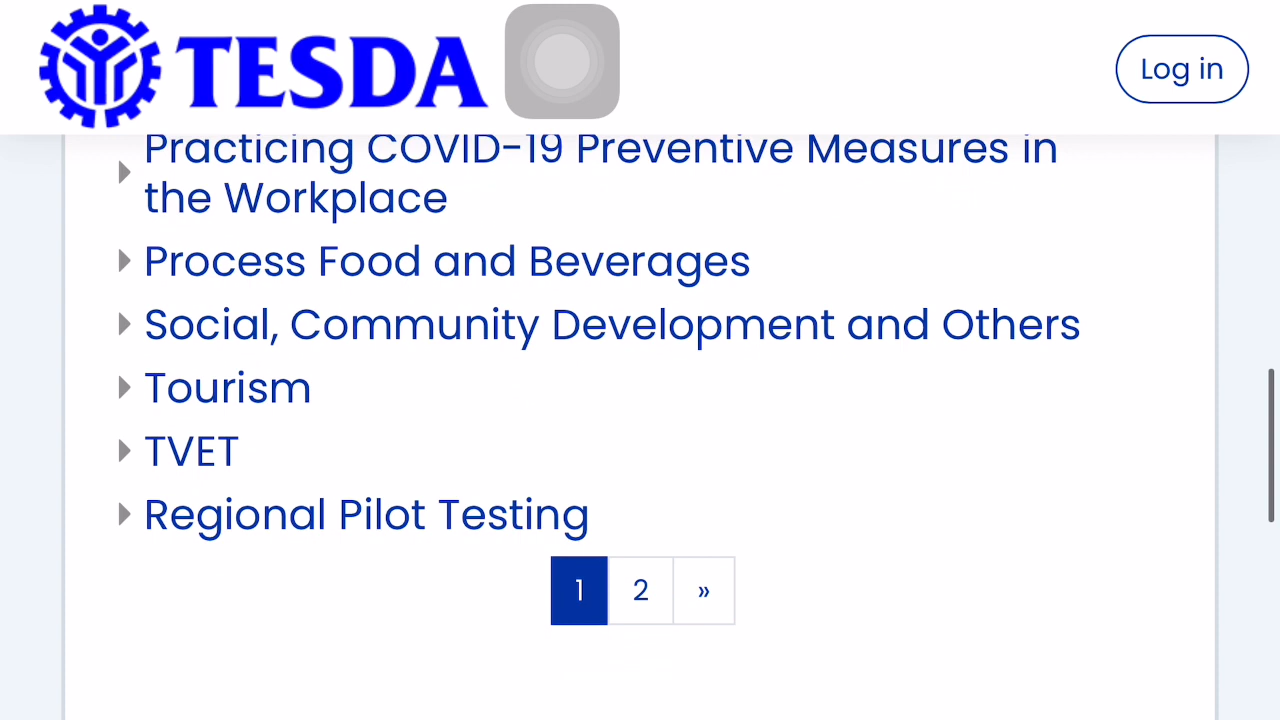 TESDA
Log in
Practicing COVID-19 Preventive Measures in
the Workplace
Process Food and Beverages
Social, Community Development and Others
Tourism
TVET
Regional Pilot Testing
1 2 »